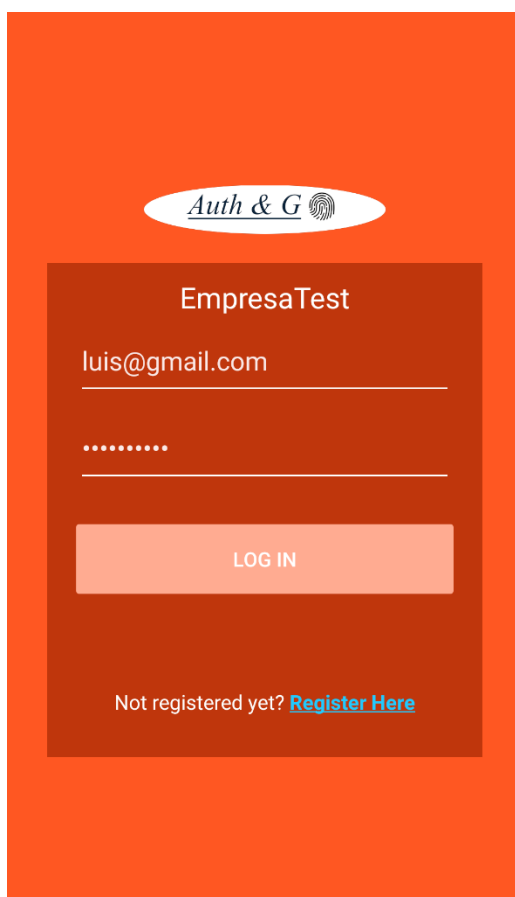 Auth & G
EmpresaTest
luis@gmail.com
••••••••••
LOG IN
Not registered yet? Register Here